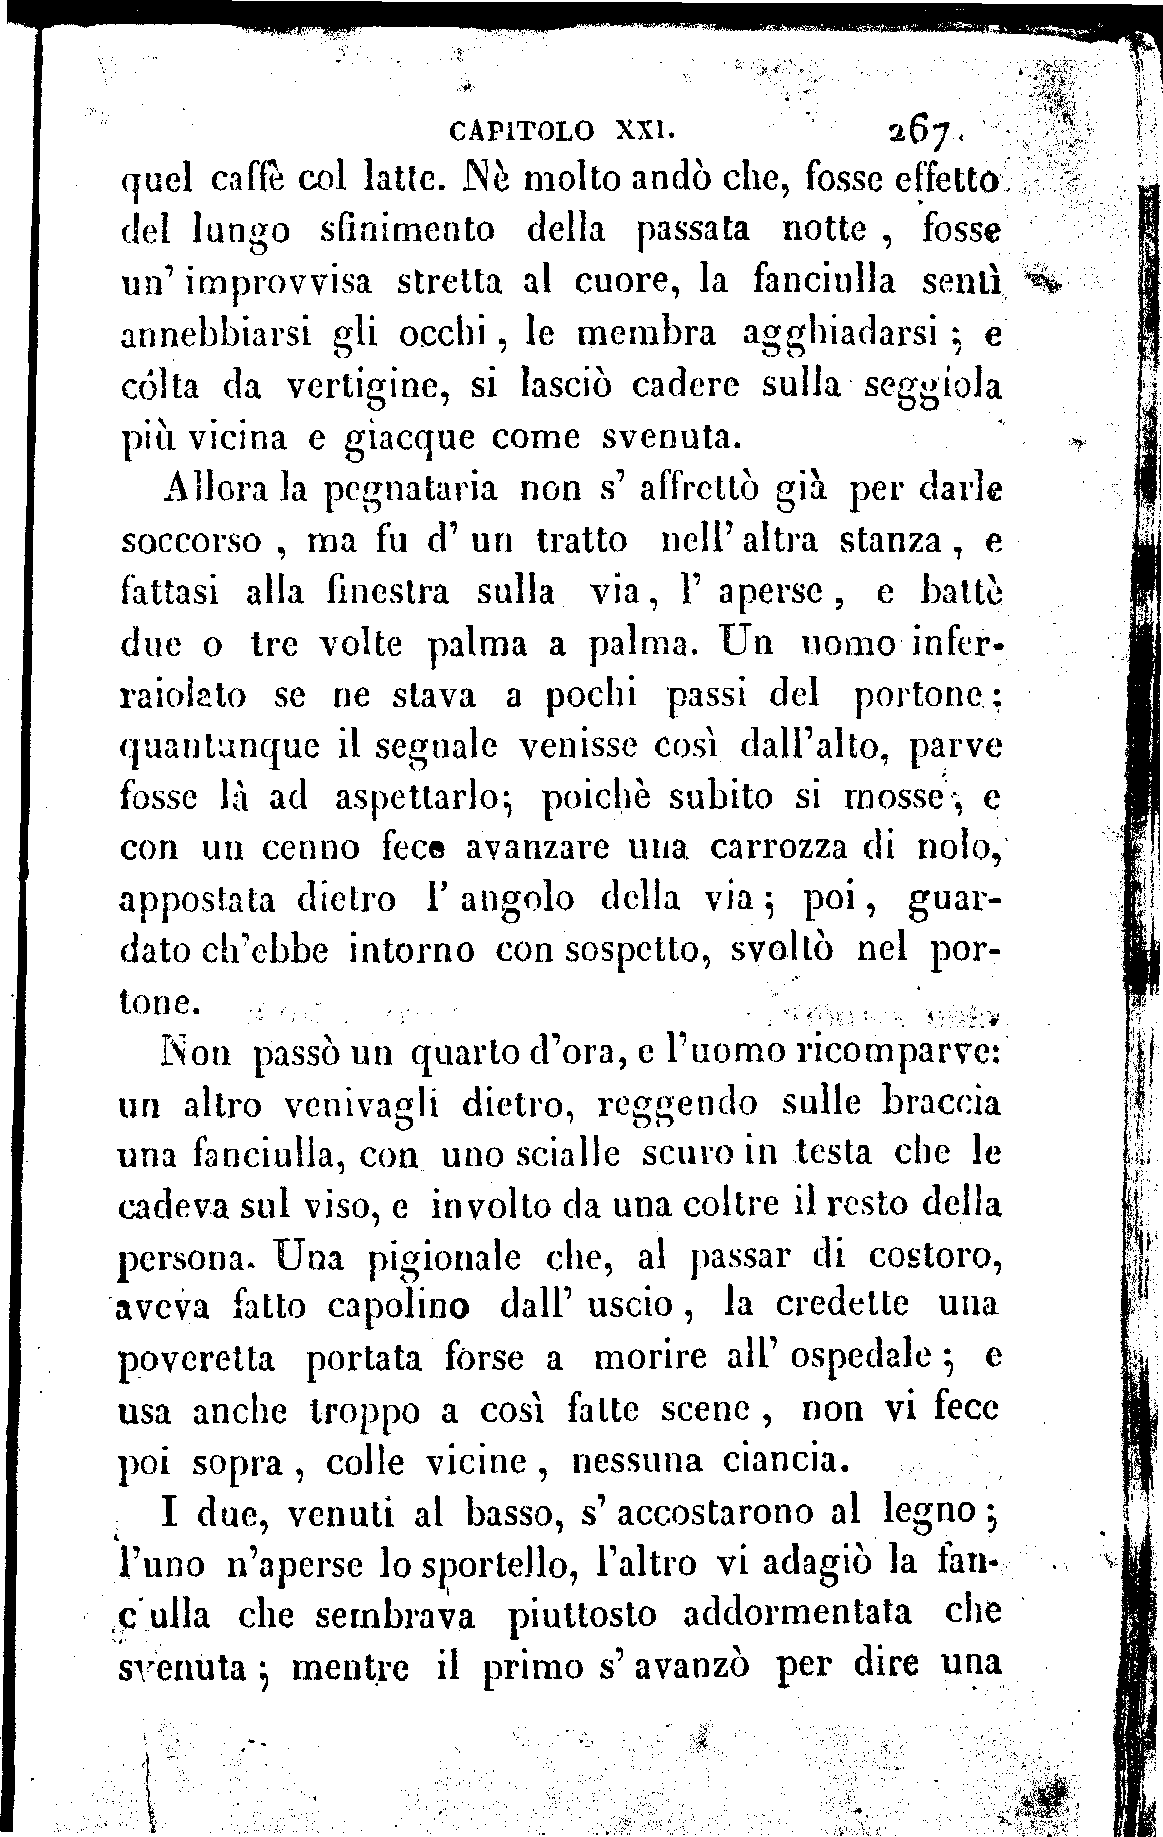 CAPITOLO XXI. 267
quel caffè col latte. Nè molto andò che, fosse effetto
del lungo sfinimento della passata notte , fosse
un' improvvisa stretta al cuore, la fanciulla sentì
annebbiarsi gli occhi , le membra agghiadarsi ; e
cólta da vertigine, si lasciò cadere sulla seggiola
più vicina e giacque come svenuta.
Allora la pegnataria non s' affrettò già per darle
soccorso , ma fu d' un tratto nell' altra stanza , e
fattasi alla finestra sulla via , l' aperse , e battè
due o tre volte palma a palma. Un uomo infer-
raiolato se ne stava a pochi passi del portone ;
quantunque il segnale venisse così dall'alto, parve
fosse là ad aspettarlo; poichè subito si mosse , e
con un cenno fece avanzare una carrozza di nolo,
appostata dietro l' angolo della via ; poi , guar-
dato ch'ebbe intorno con sospetto, svoltò nel por-
tone.
Non passò un quarto d'ora, e l'uomo ricomparve:
un altro venivagli dietro, reggendo sulle braccia
una fanciulla, con uno scialle scuro in testa che le
cadeva sul viso, e involto da una coltre il resto della
persona. Una pigionale che, al passar di costoro,
aveva fatto capolino dall' uscio , la credette una
poveretta portata forse a morire all' ospedale ; e
usa anche troppo a così fatte scene , non vi fece
poi sopra , colle vicine , nessuna ciancia.
I due, venuti al basso, s' accostarono al legno ;
l'uno n'aperse lo sportello, l'altro vi adagiò la fan-
c ulla che sembrava piuttosto addormentata che
svenuta ; mentre il primo s' avanzò per dire una